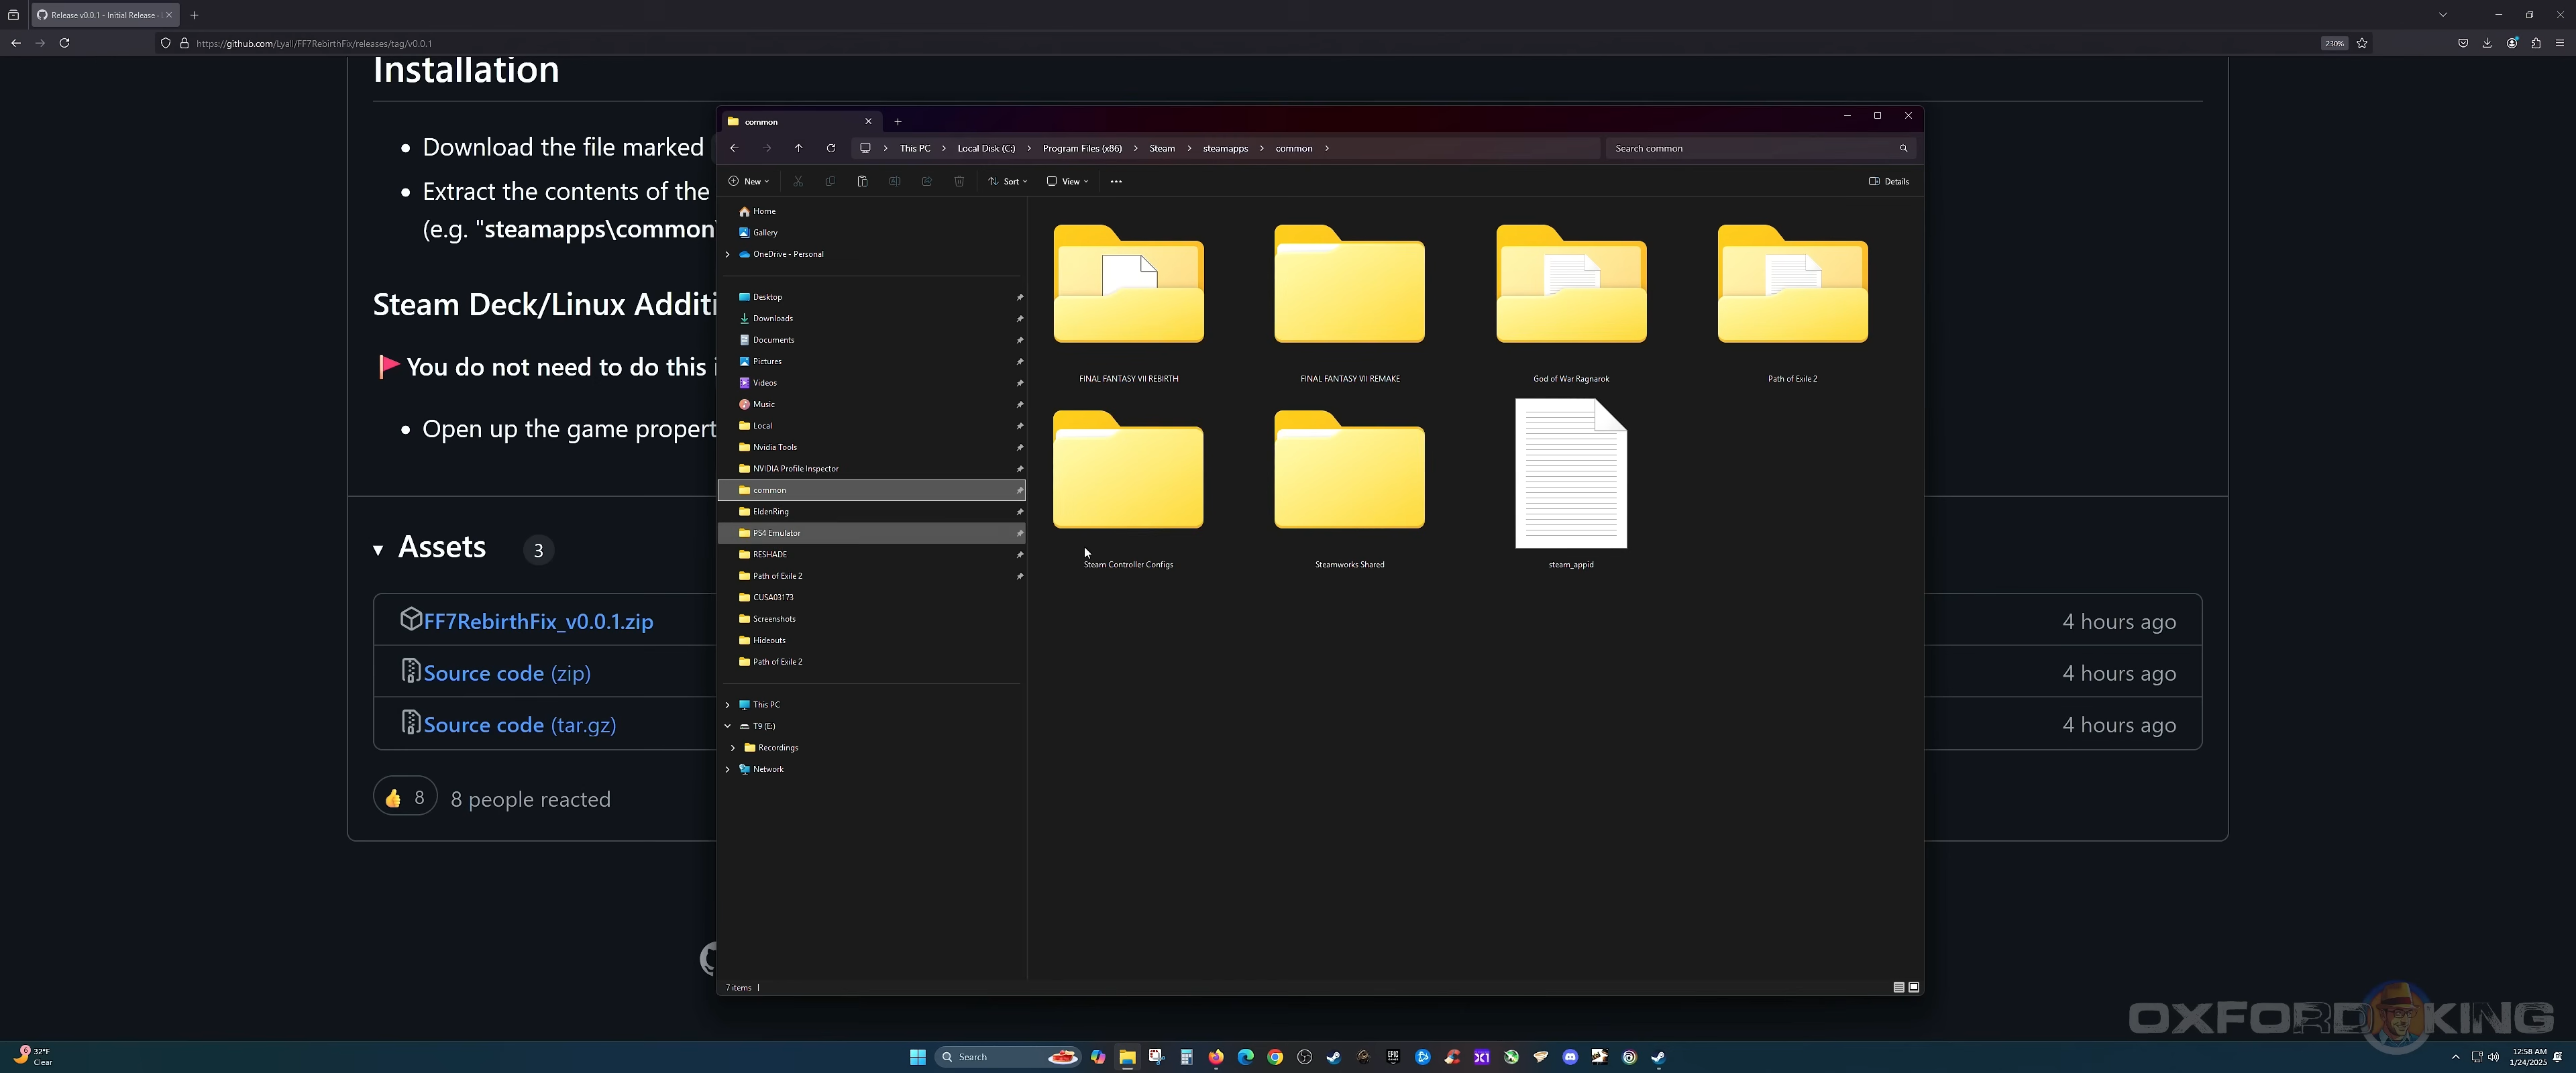 Release v0.0.1 - Initial Release -
https://github.com/Lyall/FF7RebirthFix/releases/tag/v0.0.1
230%
Installation
Download the file marked
Extract the contents of the
(e.g. "steamapps\common\
Steam Deck/Linux Additi
You do not need to do this i
Open up the game propert
Assets
3
FF7RebirthFix_v0.0.1.zip
4 hours ago
Source code (zip)
4 hours ago
Source code (tar.gz)
4 hours ago
8
8 people reacted
common
This PC
Local Disk (C:)
Program Files (x86)
Steam
steamapps
common
Search common
New
Sort
View
Details
Home
Gallery
OneDrive - Personal
Desktop
Downloads
Documents
Pictures
Videos
Music
Local
Nvidia Tools
NVIDIA Profile Inspector
common
EldenRing
PS4 Emulator
RESHADE
Path of Exile 2
CUSA03173
Screenshots
Hideouts
Path of Exile 2
This PC
T9 (E:)
Recordings
Network
FINAL FANTASY VII REBIRTH
FINAL FANTASY VII REMAKE
God of War Ragnarok
Path of Exile 2
Steam Controller Configs
Steamworks Shared
steam_appid
7 items
OXFORD KING
6
32°F
Clear
Search
EPIC
12:58 AM
1/24/2025